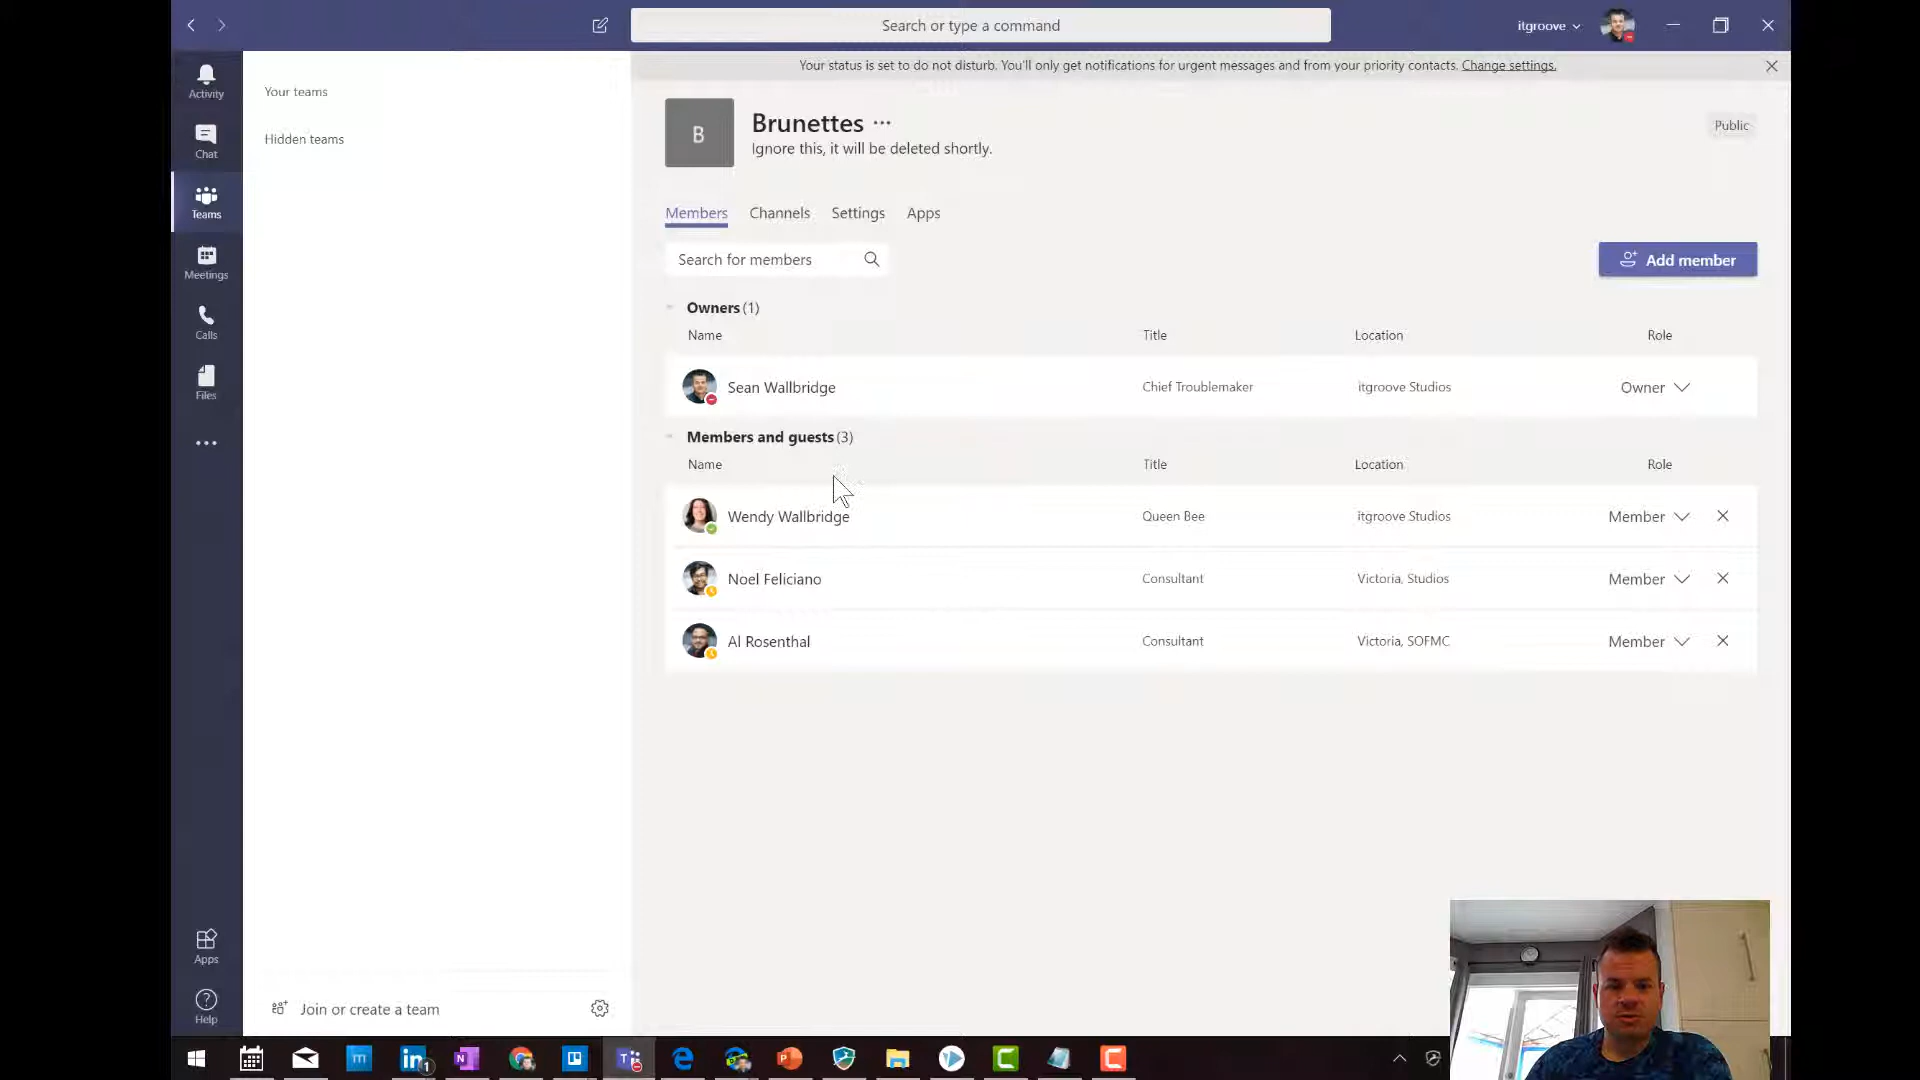 Search or type a command
itgroove
Your status is set to do not disturb. You'll only get notifications for urgent messages and from your priority contacts. Change settings.
Activity
Chat
Teams
Meetings
Calls
Files
Apps
Help
Your teams
Hidden teams
Join or create a team
B
Brunettes ...
Ignore this, it will be deleted shortly.
Public
Members Channels Settings Apps
Search for members
Add member
Owners (1)
Name Title Location Role
Sean Wallbridge Chief Troublemaker itgroove Studios Owner
Members and guests (3)
Name Title Location Role
Wendy Wallbridge Queen Bee itgroove Studios Member
Noel Feliciano Consultant Victoria, Studios Member
Al Rosenthal Consultant Victoria, SOFMC Member
m
in
1
N
T
P
C
C